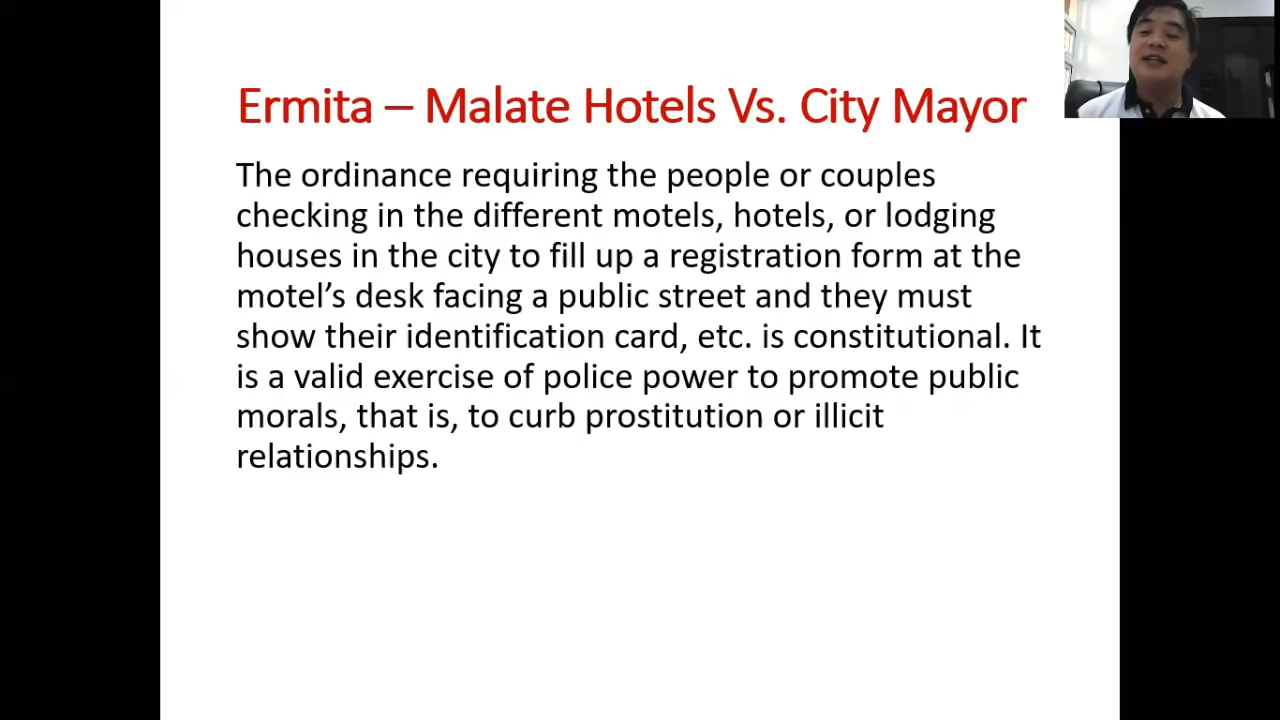 Ermita – Malate Hotels Vs. City Mayor
The ordinance requiring the people or couples
checking in the different motels, hotels, or lodging
houses in the city to fill up a registration form at the
motel’s desk facing a public street and they must
show their identification card, etc. is constitutional. It
is a valid exercise of police power to promote public
morals, that is, to curb prostitution or illicit
relationships.